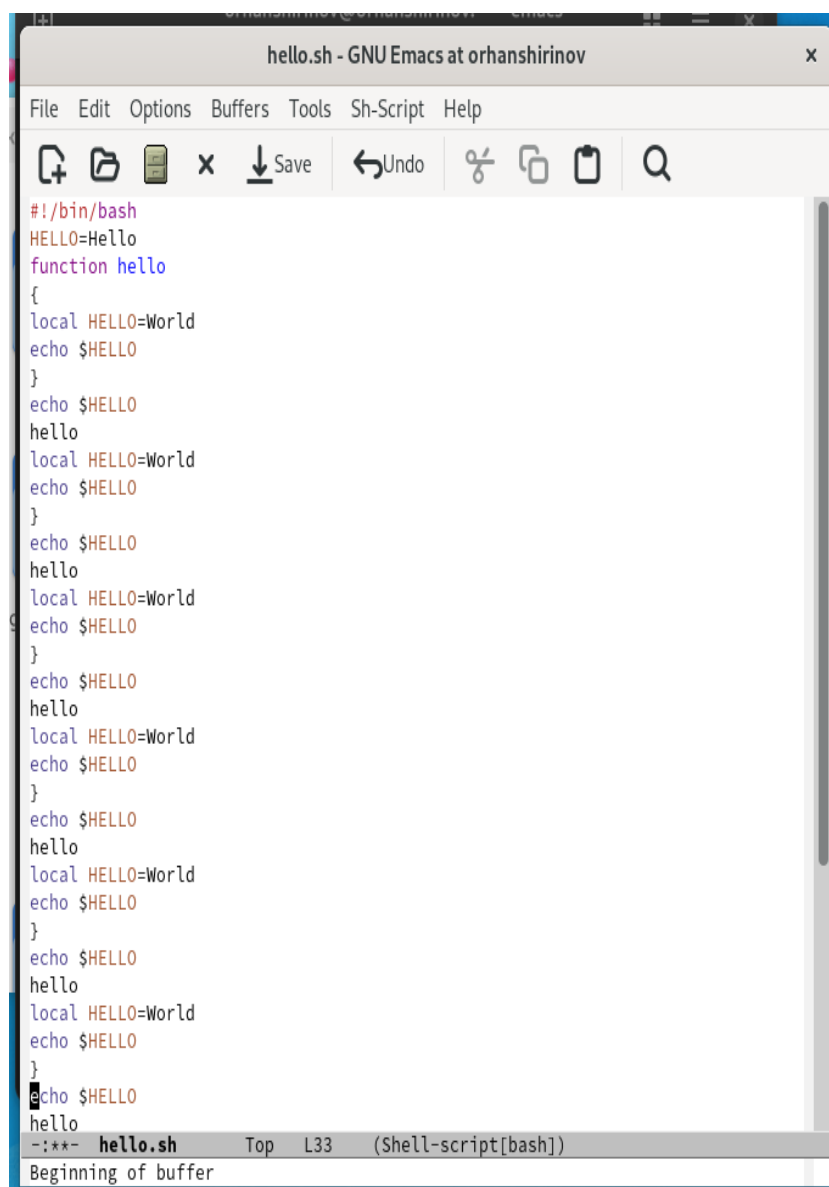 hello.sh - GNU Emacs at orhanshirinov x
File Edit Options Buffers Tools Sh-Script Help
Save Undo
#!/bin/bash
HELLO=Hello
function hello
{
local HELLO=World
echo $HELLO
}
echo $HELLO
hello
local HELLO=World
echo $HELLO
}
echo $HELLO
hello
local HELLO=World
echo $HELLO
}
echo $HELLO
hello
local HELLO=World
echo $HELLO
}
echo $HELLO
hello
local HELLO=World
echo $HELLO
}
echo $HELLO
hello
local HELLO=World
echo $HELLO
}
echo $HELLO
hello
-:**- hello.sh Top L33 (Shell-script[bash])
Beginning of buffer